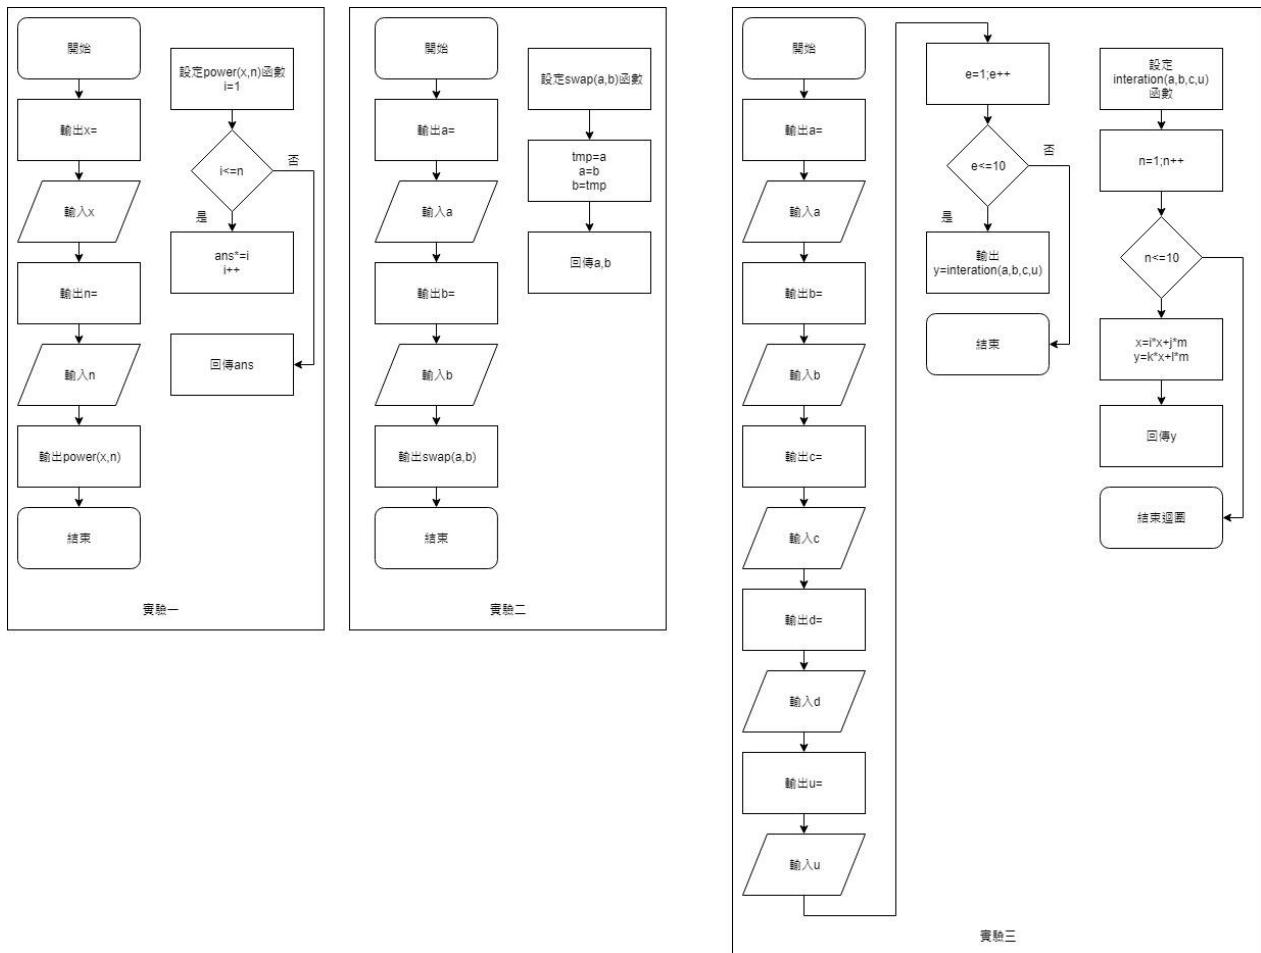 開始
輸出x=
輸入x
輸出n=
輸入n
輸出power(x,n)
結束
設定power(x,n)函數
i=1
i<=n
否
是
ans*=i
i++
回傳ans
實驗一
開始
輸出a=
輸入a
輸出b=
輸入b
輸出swap(a,b)
結束
設定swap(a,b)函數
tmp=a
a=b
b=tmp
回傳a,b
實驗二
開始
輸出a=
輸入a
輸出b=
輸入b
輸出c=
輸入c
輸出d=
輸入d
輸出u=
輸入u
e=1;e++
e<=10
否
是
輸出
y=interation(a,b,c,u)
結束
設定
interation(a,b,c,u)
函數
n=1;n++
n<=10
x=i*x+j*m
y=k*x+l*m
回傳y
結束迴圈
實驗三